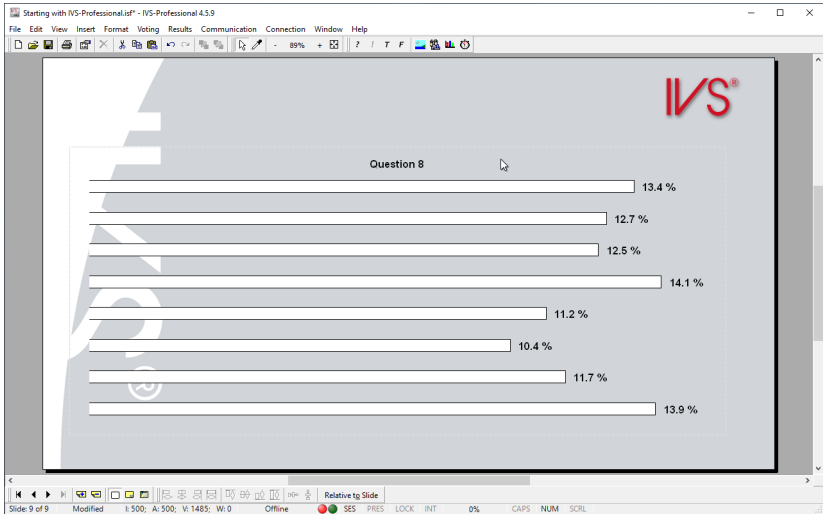 Starting with IVS-Professional.isf* - IVS-Professional 4.5.9
File Edit View Insert Format Voting Results Communication Connection Window Help
- 89% + ? ! T F
IVS®
Question 8
13.4 %
12.7 %
12.5 %
14.1 %
11.2 %
10.4 %
11.7 %
13.9 %
Relative to Slide
Slide: 9 of 9 Modified I: 500; A: 500; V: 1485; W: 0 Offline SES PRES LOCK INT 0% CAPS NUM SCRL